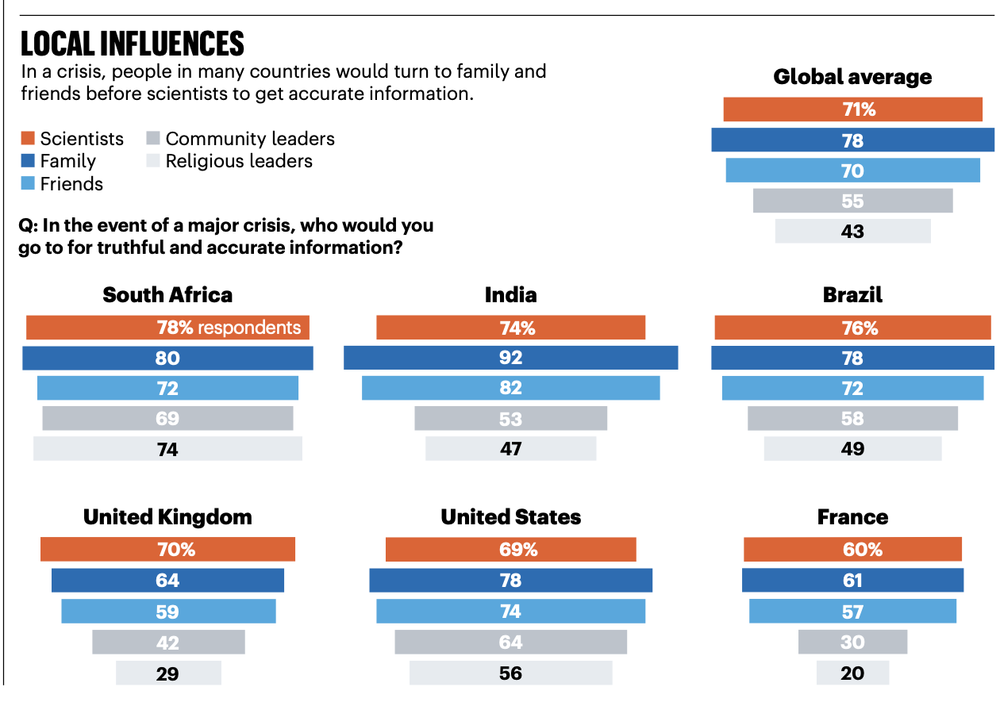 LOCAL INFLUENCES
In a crisis, people in many countries would turn to family and
friends before scientists to get accurate information.
Scientists
Family
Friends
Community leaders
Religious leaders
Q: In the event of a major crisis, who would you
go to for truthful and accurate information?
Global average
71%
78
70
55
43
South Africa
78% respondents
80
72
69
74
India
74%
92
82
53
47
Brazil
76%
78
72
58
49
United Kingdom
70%
64
59
42
29
United States
69%
78
74
64
56
France
60%
61
57
30
20